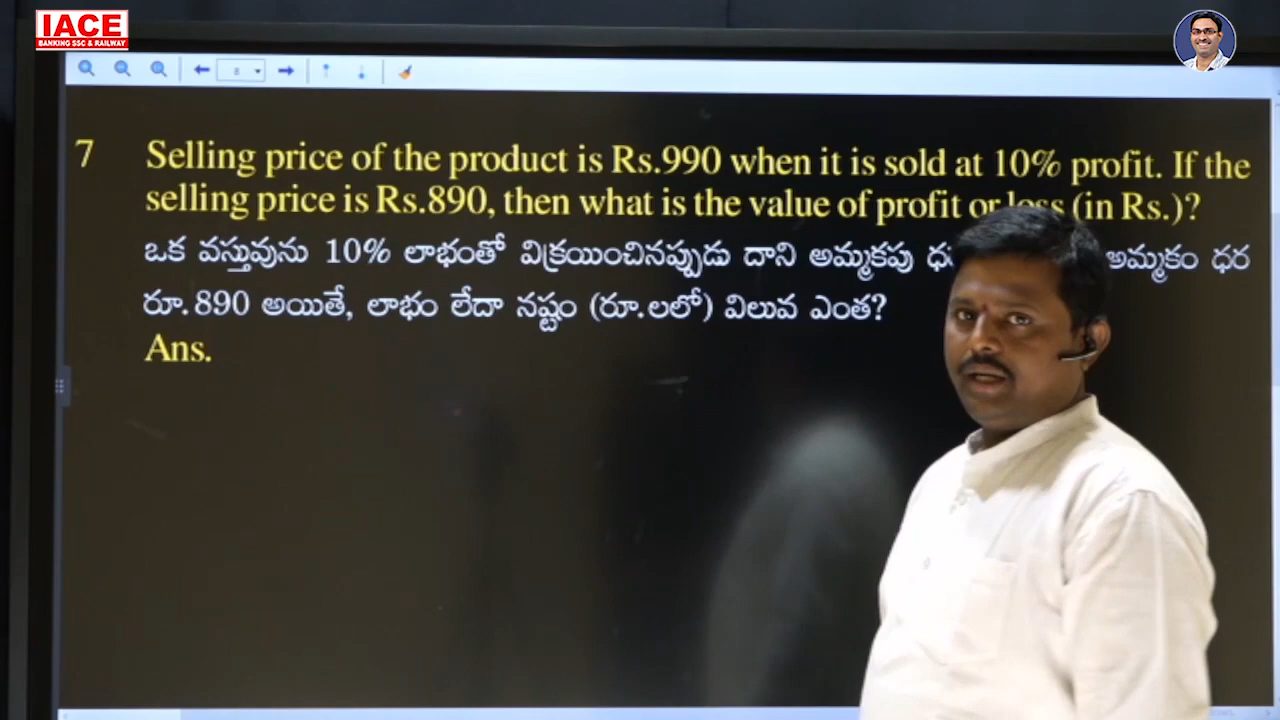 IACE
BANKING SSC & RAILWAY
8
7 Selling price of the product is Rs.990 when it is sold at 10% profit. If the
selling price is Rs.890, then what is the value of profit or loss (in Rs.)?
ఒక వస్తువును 10% లాభంతో విక్రయించినప్పుడు దాని అమ్మకపు అమ్మకం ధర
రూ.890 అయితే, లాభం లేదా నష్టం (రూ.లలో) విలువ ఎంత?
Ans.